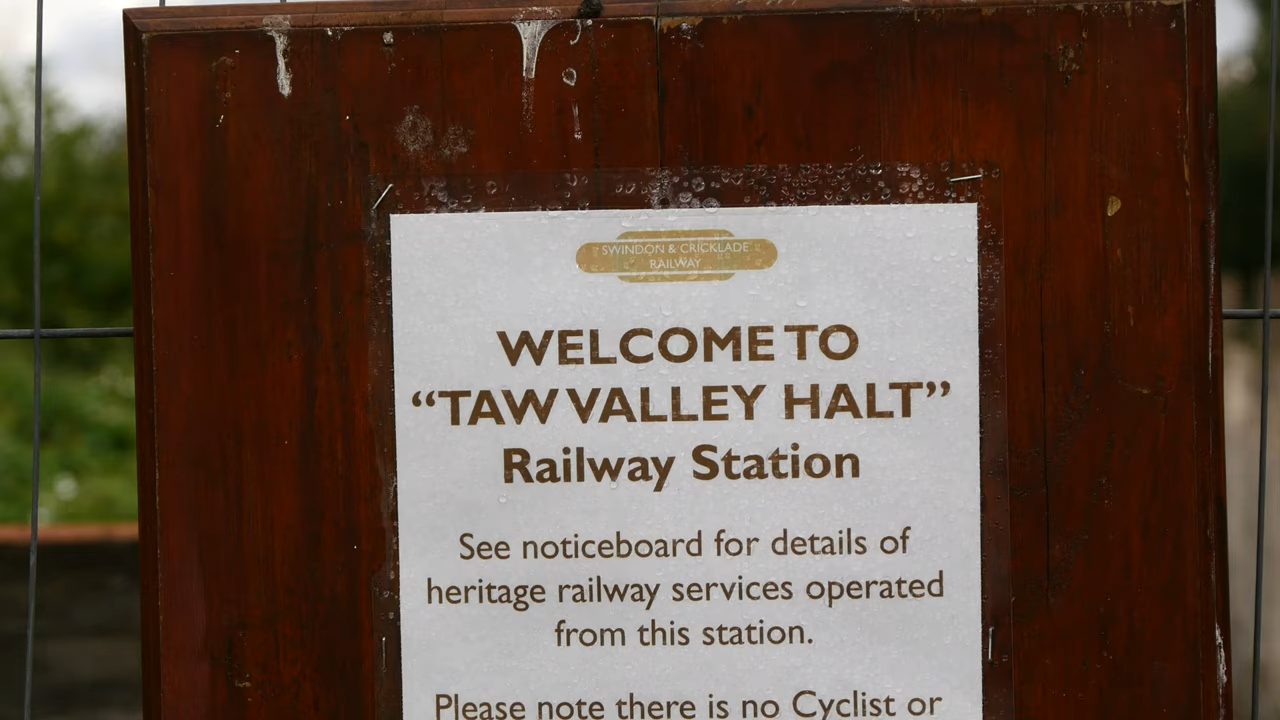 SWINDON & CRICKLADE
RAILWAY
WELCOME TO
“TAW VALLEY HALT”
Railway Station
See noticeboard for details of
heritage railway services operated
from this station.
Please note there is no Cyclist or